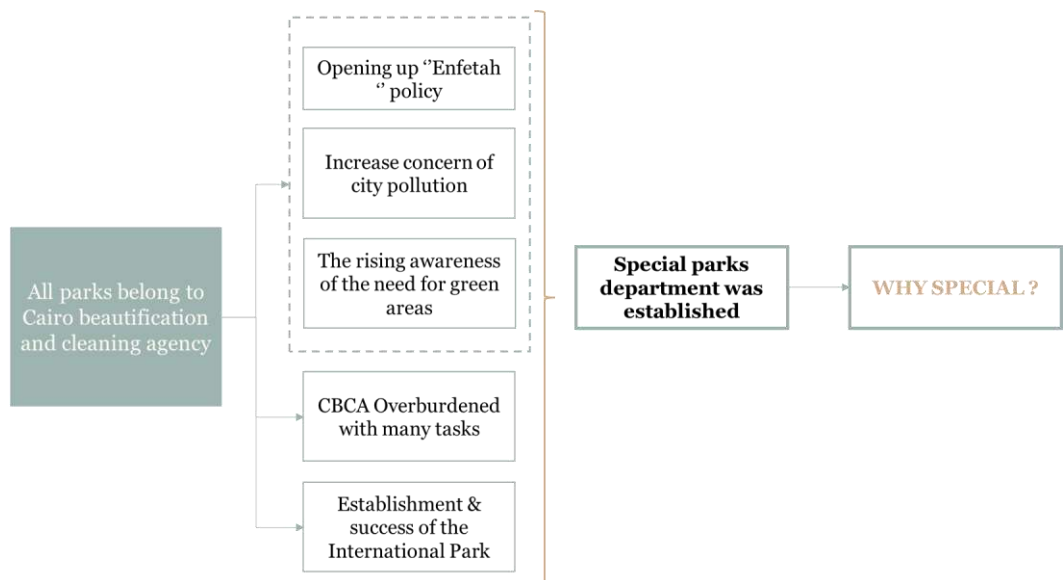 All parks belong to
Cairo beautification
and cleaning agency
Opening up ‘’Enfetah
‘’ policy
Increase concern of
city pollution
The rising awareness
of the need for green
areas
CBCA Overburdened
with many tasks
Establishment &
success of the
International Park
Special parks
department was
established
WHY SPECIAL ?